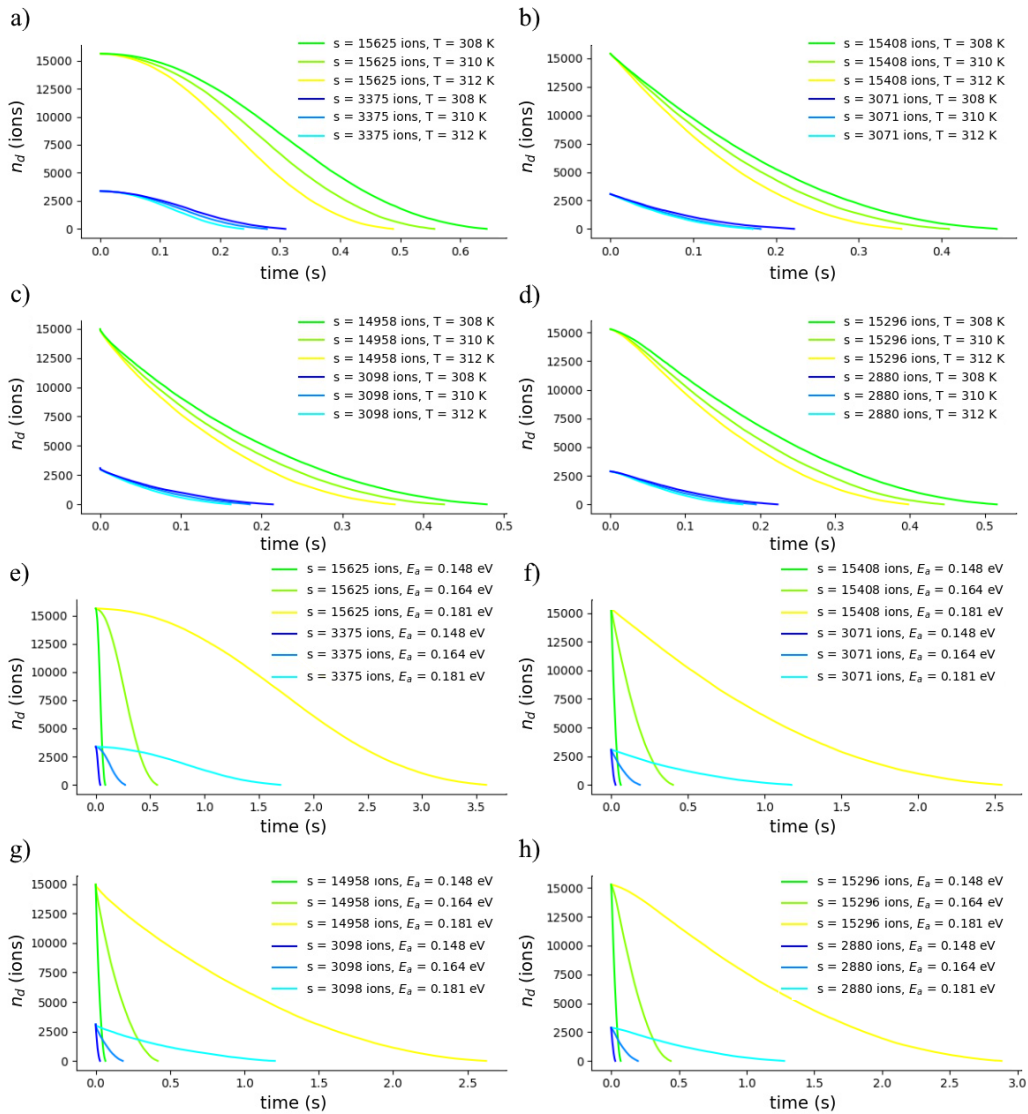 a)
s = 15625 ions, T = 308 K
s = 15625 ions, T = 310 K
s = 15625 ions, T = 312 K
s = 3375 ions, T = 308 K
s = 3375 ions, T = 310 K
s = 3375 ions, T = 312 K
n_d (ions)
15000
12500
10000
7500
5000
2500
0
0.0 0.1 0.2 0.3 0.4 0.5 0.6
time (s)
b)
s = 15408 ions, T = 308 K
s = 15408 ions, T = 310 K
s = 15408 ions, T = 312 K
s = 3071 ions, T = 308 K
s = 3071 ions, T = 310 K
s = 3071 ions, T = 312 K
n_d (ions)
15000
12500
10000
7500
5000
2500
0
0.0 0.1 0.2 0.3 0.4
time (s)
c)
s = 14958 ions, T = 308 K
s = 14958 ions, T = 310 K
s = 14958 ions, T = 312 K
s = 3098 ions, T = 308 K
s = 3098 ions, T = 310 K
s = 3098 ions, T = 312 K
n_d (ions)
15000
12500
10000
7500
5000
2500
0
0.0 0.1 0.2 0.3 0.4 0.5
time (s)
d)
s = 15296 ions, T = 308 K
s = 15296 ions, T = 310 K
s = 15296 ions, T = 312 K
s = 2880 ions, T = 308 K
s = 2880 ions, T = 310 K
s = 2880 ions, T = 312 K
n_d (ions)
15000
12500
10000
7500
5000
2500
0
0.0 0.1 0.2 0.3 0.4 0.5
time (s)
e)
s = 15625 ions, E_a = 0.148 eV
s = 15625 ions, E_a = 0.164 eV
s = 15625 ions, E_a = 0.181 eV
s = 3375 ions, E_a = 0.148 eV
s = 3375 ions, E_a = 0.164 eV
s = 3375 ions, E_a = 0.181 eV
n_d (ions)
15000
12500
10000
7500
5000
2500
0
0.0 0.5 1.0 1.5 2.0 2.5 3.0 3.5
time (s)
f)
s = 15408 ions, E_a = 0.148 eV
s = 15408 ions, E_a = 0.164 eV
s = 15408 ions, E_a = 0.181 eV
s = 3071 ions, E_a = 0.148 eV
s = 3071 ions, E_a = 0.164 eV
s = 3071 ions, E_a = 0.181 eV
n_d (ions)
15000
12500
10000
7500
5000
2500
0
0.0 0.5 1.0 1.5 2.0 2.5
time (s)
g)
s = 14958 ions, E_a = 0.148 eV
s = 14958 ions, E_a = 0.164 eV
s = 14958 ions, E_a = 0.181 eV
s = 3098 ions, E_a = 0.148 eV
s = 3098 ions, E_a = 0.164 eV
s = 3098 ions, E_a = 0.181 eV
n_d (ions)
15000
12500
10000
7500
5000
2500
0
0.0 0.5 1.0 1.5 2.0 2.5
time (s)
h)
s = 15296 ions, E_a = 0.148 eV
s = 15296 ions, E_a = 0.164 eV
s = 15296 ions, E_a = 0.181 eV
s = 2880 ions, E_a = 0.148 eV
s = 2880 ions, E_a = 0.164 eV
s = 2880 ions, E_a = 0.181 eV
n_d (ions)
15000
12500
10000
7500
5000
2500
0
0.0 0.5 1.0 1.5 2.0 2.5 3.0
time (s)